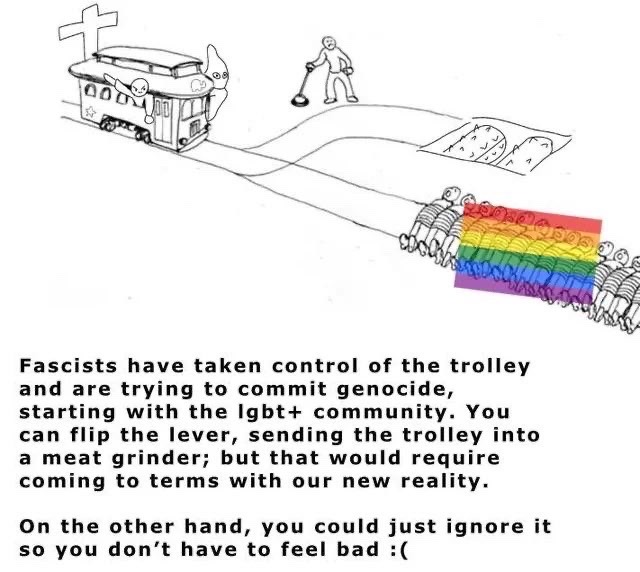 Fascists have taken control of the trolley
and are trying to commit genocide,
starting with the lgbt+ community. You
can flip the lever, sending the trolley into
a meat grinder; but that would require
coming to terms with our new reality.
On the other hand, you could just ignore it
so you don't have to feel bad :(